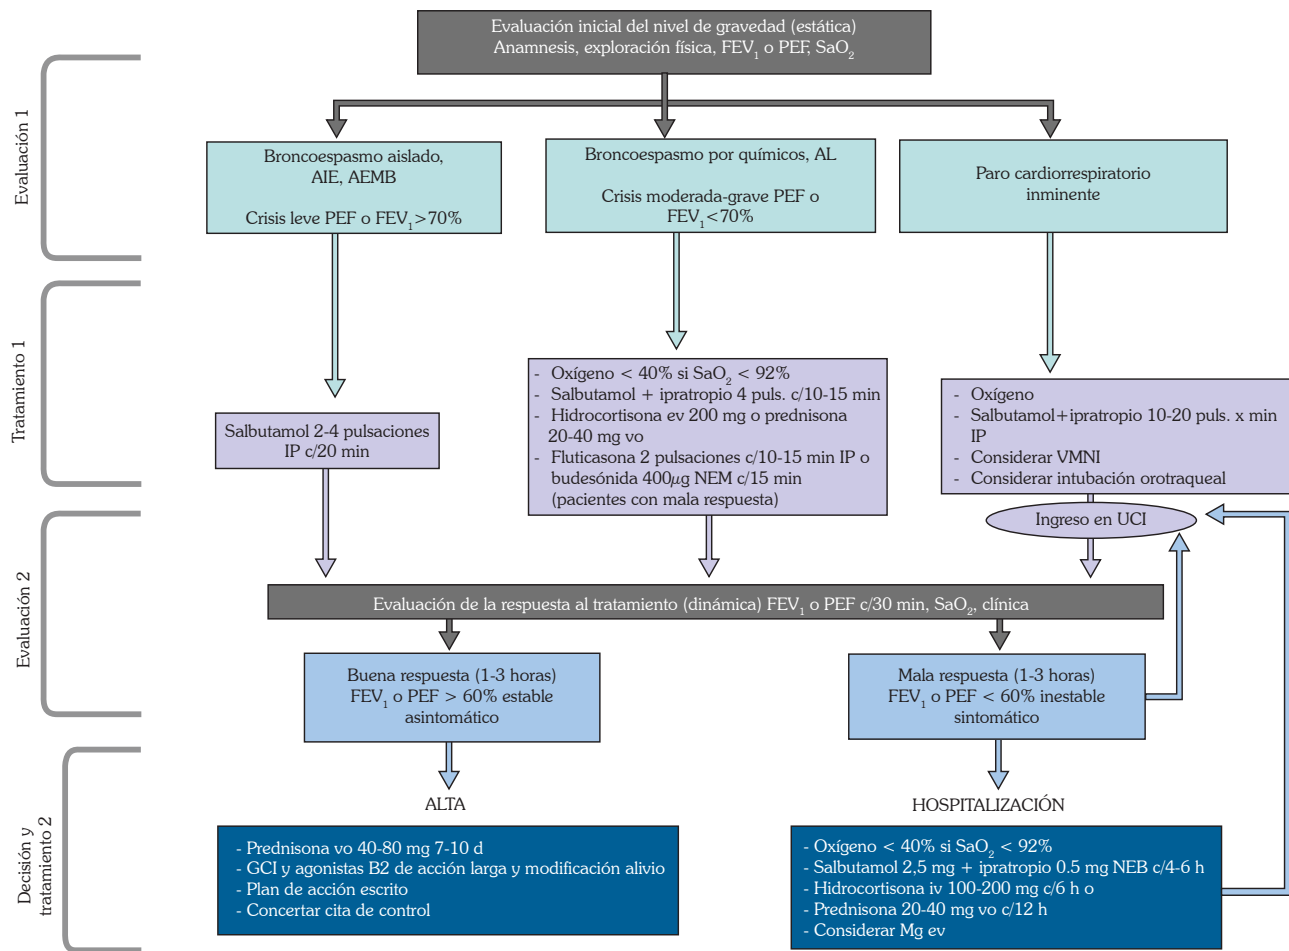 Evaluación inicial del nivel de gravedad (estática)
Anamnesis, exploración física, FEV₁ o PEF, SaO₂
Evaluación 1
Broncoespasmo aislado,
AIE, AEMB
Crisis leve PEF o FEV₁>70%
Broncoespasmo por químicos, AL
Crisis moderada-grave PEF o
FEV₁<70%
Paro cardiorrespiratorio
inminente
Tratamiento 1
Salbutamol 2-4 pulsaciones
IP c/20 min
- Oxígeno < 40% si SaO₂ < 92%
- Salbutamol + ipratropio 4 puls. c/10-15 min
- Hidrocortisona ev 200 mg o prednisona
20-40 mg vo
- Fluticasona 2 pulsaciones c/10-15 min IP o
budesónida 400µg NEM c/15 min
(pacientes con mala respuesta)
- Oxígeno
- Salbutamol+ipratropio 10-20 puls. x min
IP
- Considerar VMNI
- Considerar intubación orotraqueal
Ingreso en UCI
Evaluación 2
Evaluación de la respuesta al tratamiento (dinámica) FEV₁ o PEF c/30 min, SaO₂, clínica
Buena respuesta (1-3 horas)
FEV₁ o PEF > 60% estable
asintomático
Mala respuesta (1-3 horas)
FEV₁ o PEF < 60% inestable
sintomático
Decisión y
tratamiento 2
ALTA
- Prednisona vo 40-80 mg 7-10 d
- GCI y agonistas B2 de acción larga y modificación alivio
- Plan de acción escrito
- Concertar cita de control
HOSPITALIZACIÓN
- Oxígeno < 40% si SaO₂ < 92%
- Salbutamol 2,5 mg + ipratropio 0.5 mg NEB c/4-6 h
- Hidrocortisona iv 100-200 mg c/6 h o
- Prednisona 20-40 mg vo c/12 h
- Considerar Mg ev